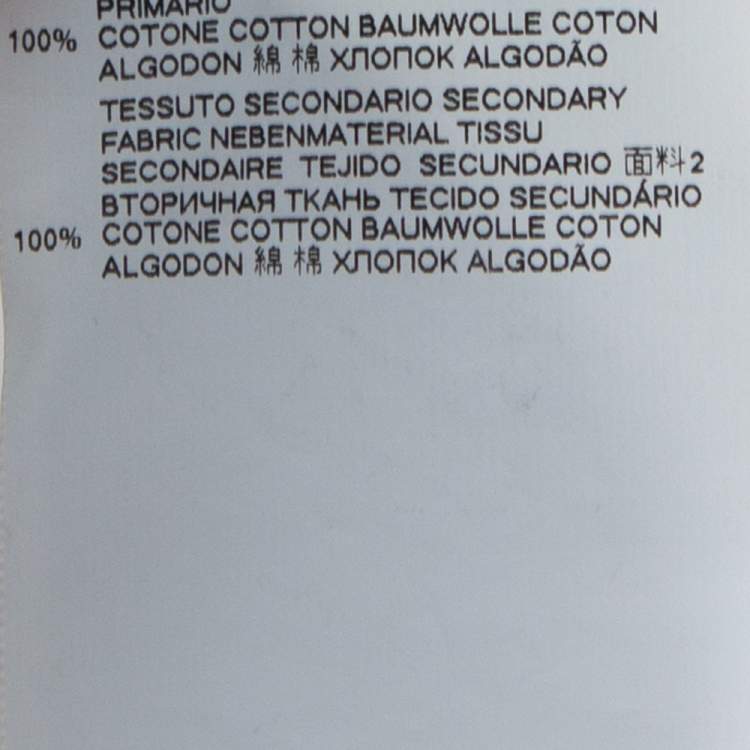 PRIMÁRIO
100% COTONE COTTON BAUMWOLLE COTON
ALGODON 綿 棉 ХЛОПОК ALGODÃO
TESSUTO SECONDARIO SECONDARY
FABRIC NEBENMATERIAL TISSU
SECONDAIRE TEJIDO SECUNDARIO 面料2
ВТОРИЧНАЯ ТКАНЬ TECIDO SECUNDÁRIO
100% COTONE COTTON BAUMWOLLE COTON
ALGODON 綿 棉 ХЛОПОК ALGODÃO